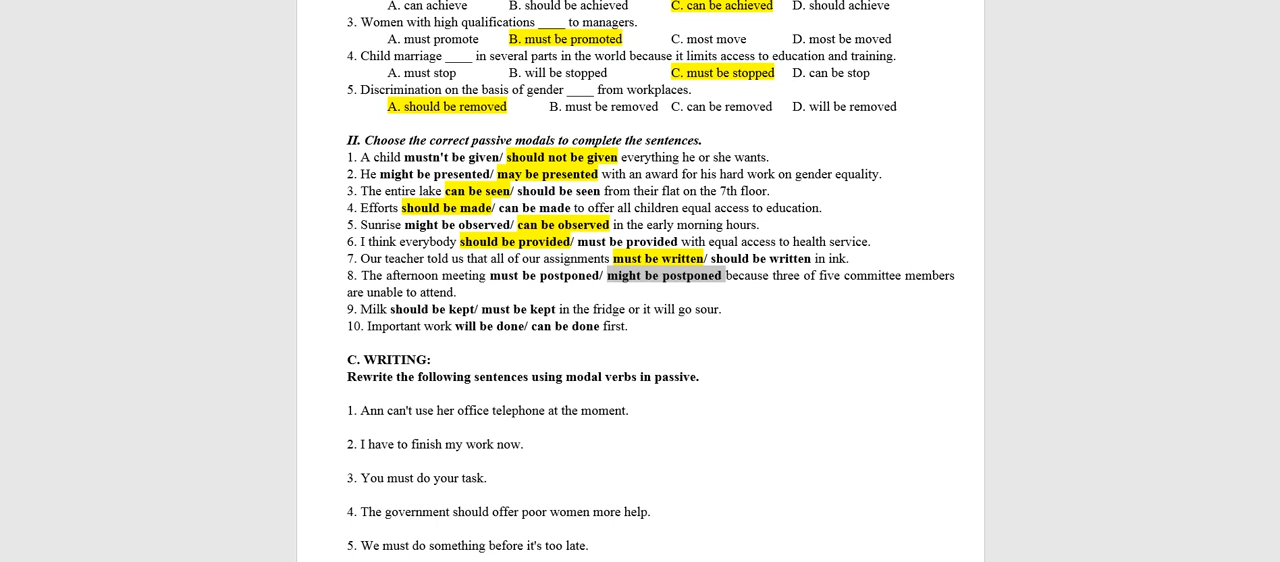 A. can achieve B. should be achieved C. can be achieved D. should achieve
3. Women with high qualifications ____ to managers.
A. must promote B. must be promoted C. most move D. most be moved
4. Child marriage ____ in several parts in the world because it limits access to education and training.
A. must stop B. will be stopped C. must be stopped D. can be stop
5. Discrimination on the basis of gender ____ from workplaces.
A. should be removed B. must be removed C. can be removed D. will be removed
II. Choose the correct passive modals to complete the sentences.
1. A child mustn't be given/ should not be given everything he or she wants.
2. He might be presented/ may be presented with an award for his hard work on gender equality.
3. The entire lake can be seen/ should be seen from their flat on the 7th floor.
4. Efforts should be made/ can be made to offer all children equal access to education.
5. Sunrise might be observed/ can be observed in the early morning hours.
6. I think everybody should be provided/ must be provided with equal access to health service.
7. Our teacher told us that all of our assignments must be written/ should be written in ink.
8. The afternoon meeting must be postponed/ might be postponed because three of five committee members
are unable to attend.
9. Milk should be kept/ must be kept in the fridge or it will go sour.
10. Important work will be done/ can be done first.
C. WRITING:
Rewrite the following sentences using modal verbs in passive.
1. Ann can't use her office telephone at the moment.
2. I have to finish my work now.
3. You must do your task.
4. The government should offer poor women more help.
5. We must do something before it's too late.